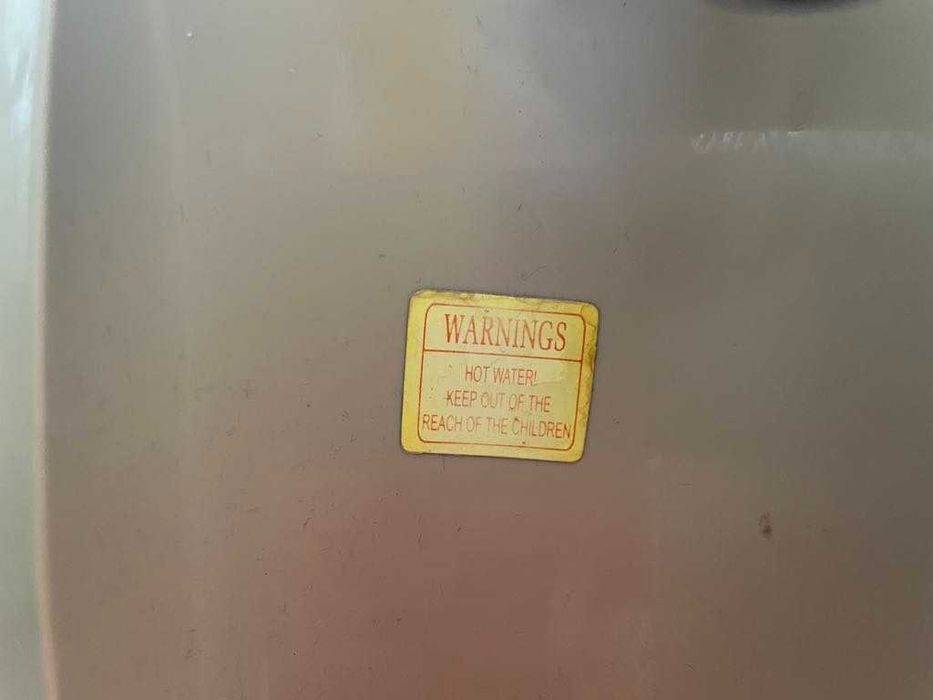 WARNINGS
HOT WATER!
KEEP OUT OF THE
REACH OF THE CHILDREN